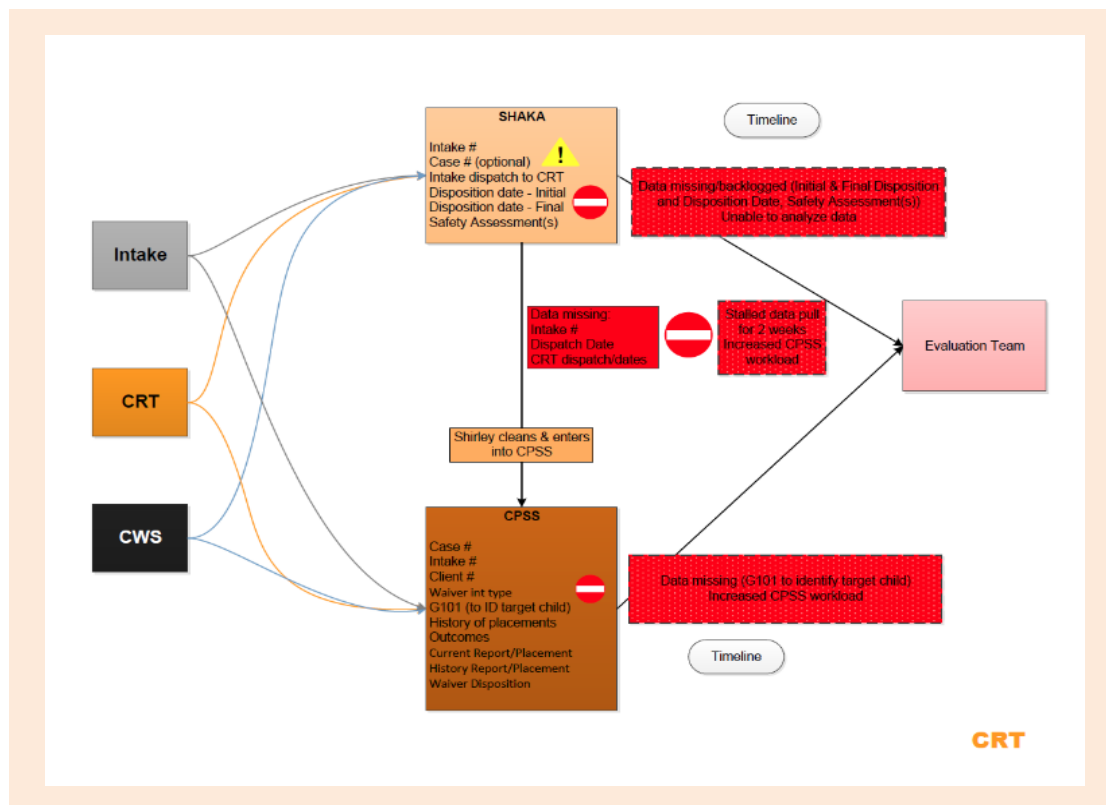 SHAKA
Intake #
Case # (optional)
Intake dispatch to CRT
Disposition date - Initial
Disposition date - Final
Safety Assessment(s)
Timeline
Data missing/backlogged (Initial & Final Disposition
and Disposition Date, Safety Assessment(s))
Unable to analyze data
Intake
CRT
CWS
Data missing:
Intake #
Dispatch Date
CRT dispatch/dates
Stalled data pull
for 2 weeks
Increased CPSS
workload
Evaluation Team
Shirley cleans & enters
into CPSS
CPSS
Case #
Intake #
Client #
Waiver int type
G101 (to ID target child)
History of placements
Outcomes
Current Report/Placement
History Report/Placement
Waiver Disposition
Data missing (G101 to identify target child)
Increased CPSS workload
Timeline
CRT